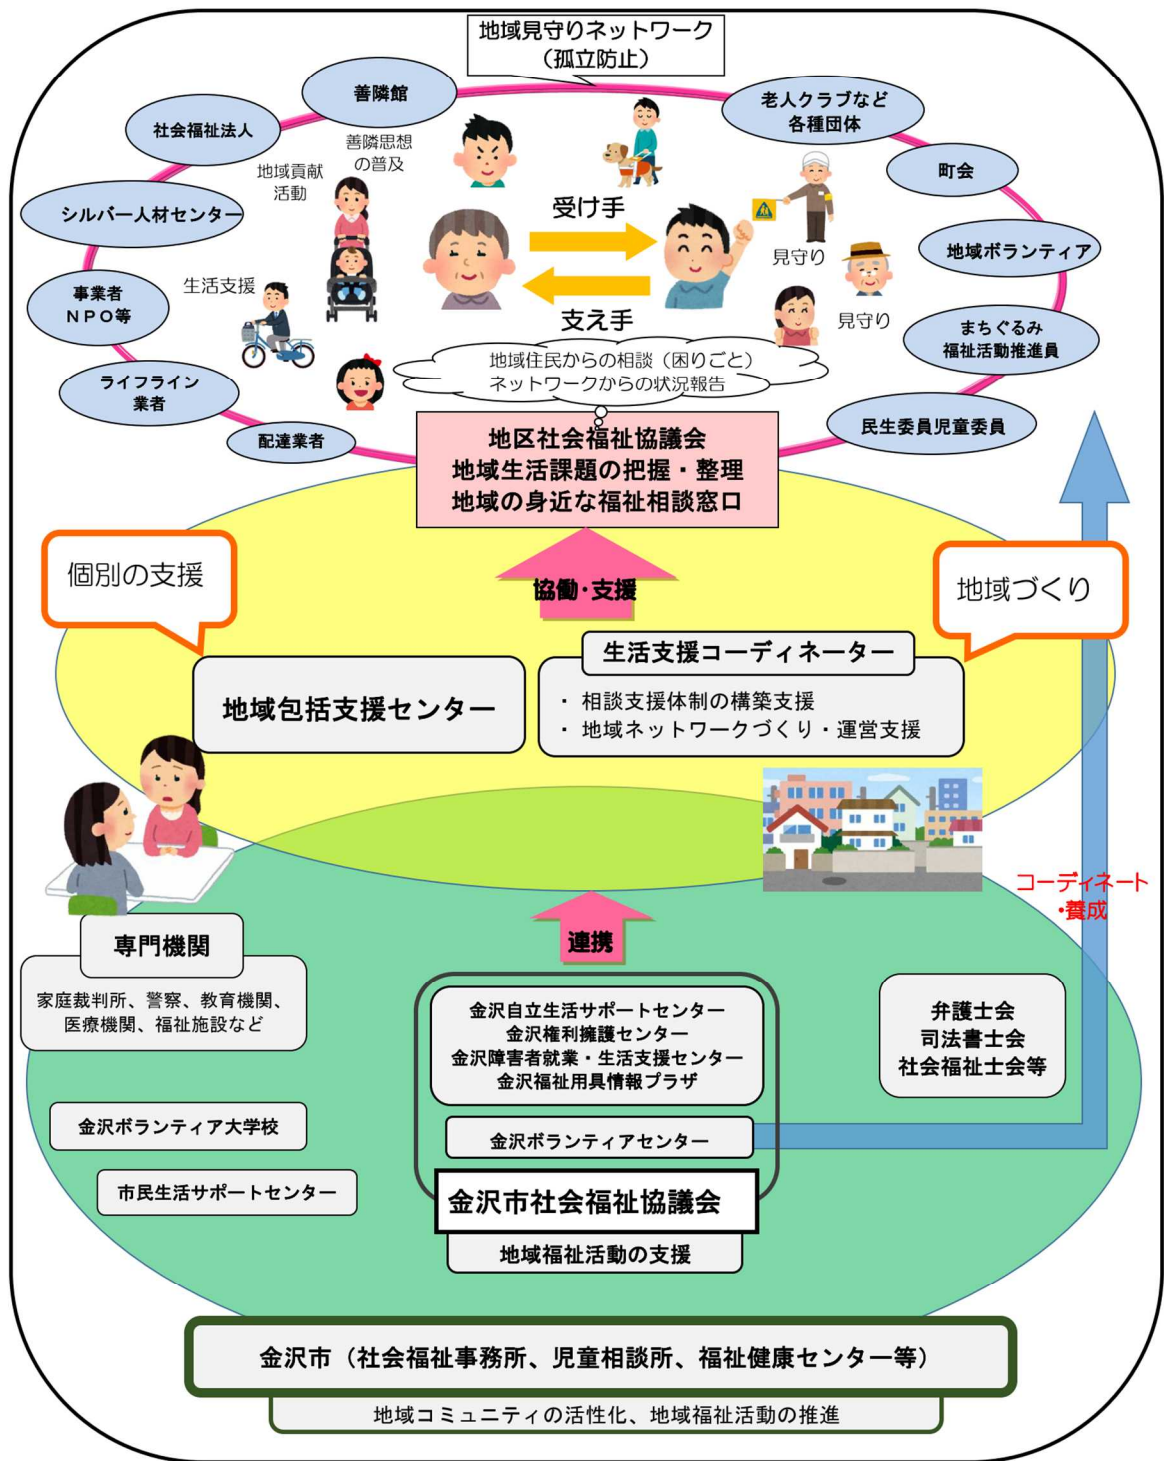 地域見守りネットワーク
（孤立防止）
善隣館
老人クラブなど
各種団体
社会福祉法人
善隣思想
の普及
地域貢献
活動
町会
シルバー人材センター
受け手
見守り
地域ボランティア
生活支援
事業者
ＮＰＯ等
支え手
見守り
まちぐるみ
福祉活動推進員
地域住民からの相談（困りごと）
ネットワークからの状況報告
ライフライン
業者
配達業者
民生委員児童委員
地区社会福祉協議会
地域生活課題の把握・整理
地域の身近な福祉相談窓口
個別の支援
協働・支援
地域づくり
生活支援コーディネーター
地域包括支援センター
・ 相談支援体制の構築支援
・ 地域ネットワークづくり・運営支援
コーディネート
・養成
専門機関
連携
家庭裁判所、警察、教育機関、
医療機関、福祉施設など
金沢自立生活サポートセンター
金沢権利擁護センター
金沢障害者就業・生活支援センター
金沢福祉用具情報プラザ
弁護士会
司法書士会
社会福祉士会等
金沢ボランティア大学校
金沢ボランティアセンター
市民生活サポートセンター
金沢市社会福祉協議会
地域福祉活動の支援
金沢市（社会福祉事務所、児童相談所、福祉健康センター等）
地域コミュニティの活性化、地域福祉活動の推進